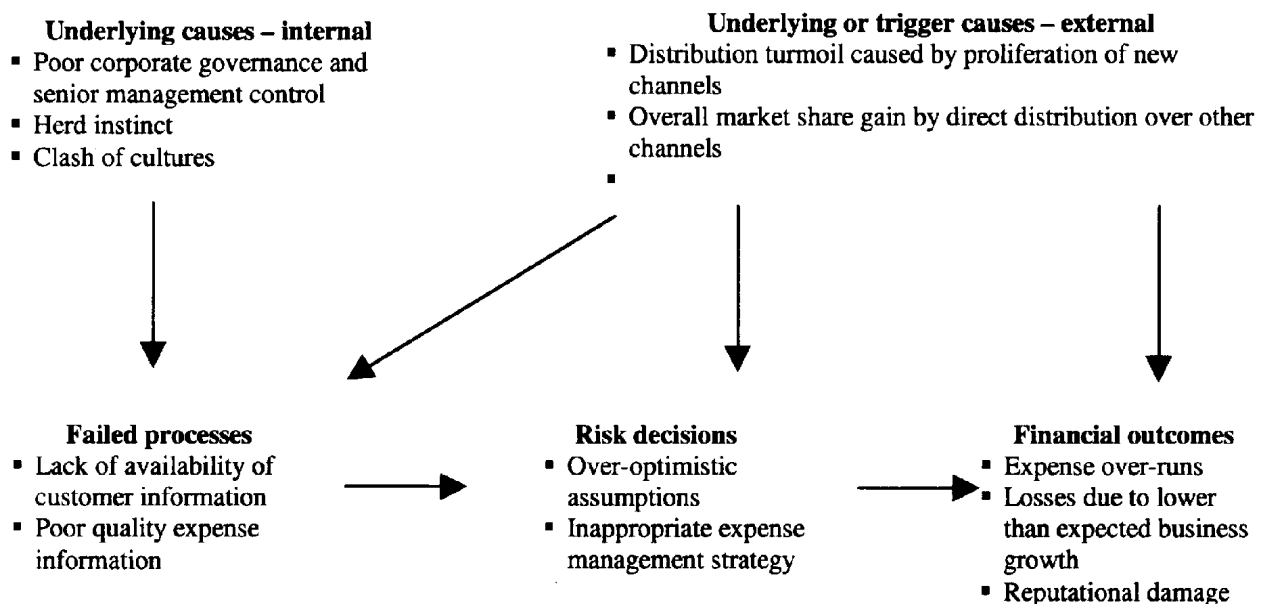 Underlying causes – internal
▪ Poor corporate governance and
senior management control
▪ Herd instinct
▪ Clash of cultures
Underlying or trigger causes – external
▪ Distribution turmoil caused by proliferation of new
channels
▪ Overall market share gain by direct distribution over other
channels
▪
Failed processes
▪ Lack of availability of
customer information
▪ Poor quality expense
information
Risk decisions
▪ Over-optimistic
assumptions
▪ Inappropriate expense
management strategy
Financial outcomes
▪ Expense over-runs
▪ Losses due to lower
than expected business
growth
▪ Reputational damage